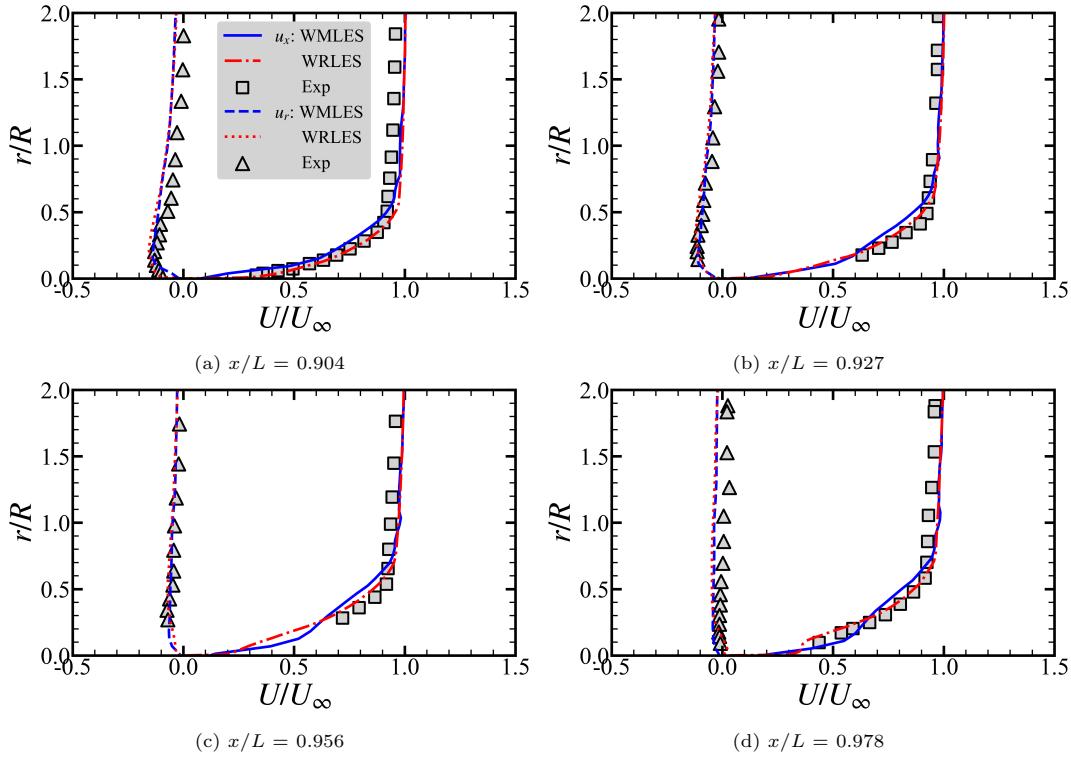 2.0
1.5
1.0
0.5
0.0
r/R
-0.5 0.0 0.5 1.0 1.5
U/U∞
u_x: WMLES
WRLES
Exp
u_r: WMLES
WRLES
Exp
(a) x/L = 0.904
2.0
1.5
1.0
0.5
0.0
r/R
-0.5 0.0 0.5 1.0 1.5
U/U∞
(b) x/L = 0.927
2.0
1.5
1.0
0.5
0.0
r/R
-0.5 0.0 0.5 1.0 1.5
U/U∞
(c) x/L = 0.956
2.0
1.5
1.0
0.5
0.0
r/R
-0.5 0.0 0.5 1.0 1.5
U/U∞
(d) x/L = 0.978